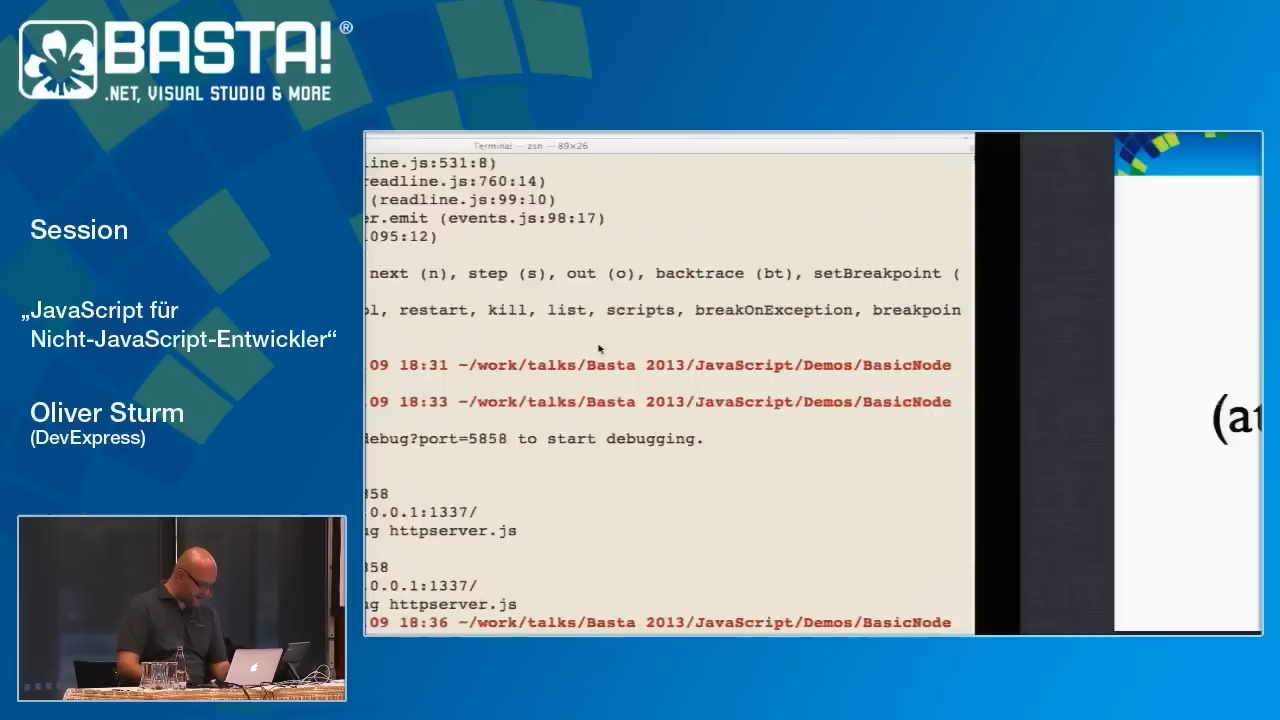 BASTA!®
.NET, VISUAL STUDIO & MORE
Session
„JavaScript für
Nicht-JavaScript-Entwickler“
Oliver Sturm
(DevExpress)
Terminal — zsh — 89×26
line.js:531:8)
readline.js:760:14)
(readline.js:99:10)
er.emit (events.js:98:17)
1095:12)
next (n), step (s), out (o), backtrace (bt), setBreakpoint (
ol, restart, kill, list, scripts, breakOnException, breakpoin
09 18:31 ~/work/talks/Basta 2013/JavaScript/Demos/BasicNode
09 18:33 ~/work/talks/Basta 2013/JavaScript/Demos/BasicNode
debug?port=5858 to start debugging.
858
.0.0.1:1337/
ug httpserver.js
858
.0.0.1:1337/
ug httpserver.js
09 18:36 ~/work/talks/Basta 2013/JavaScript/Demos/BasicNode
(at